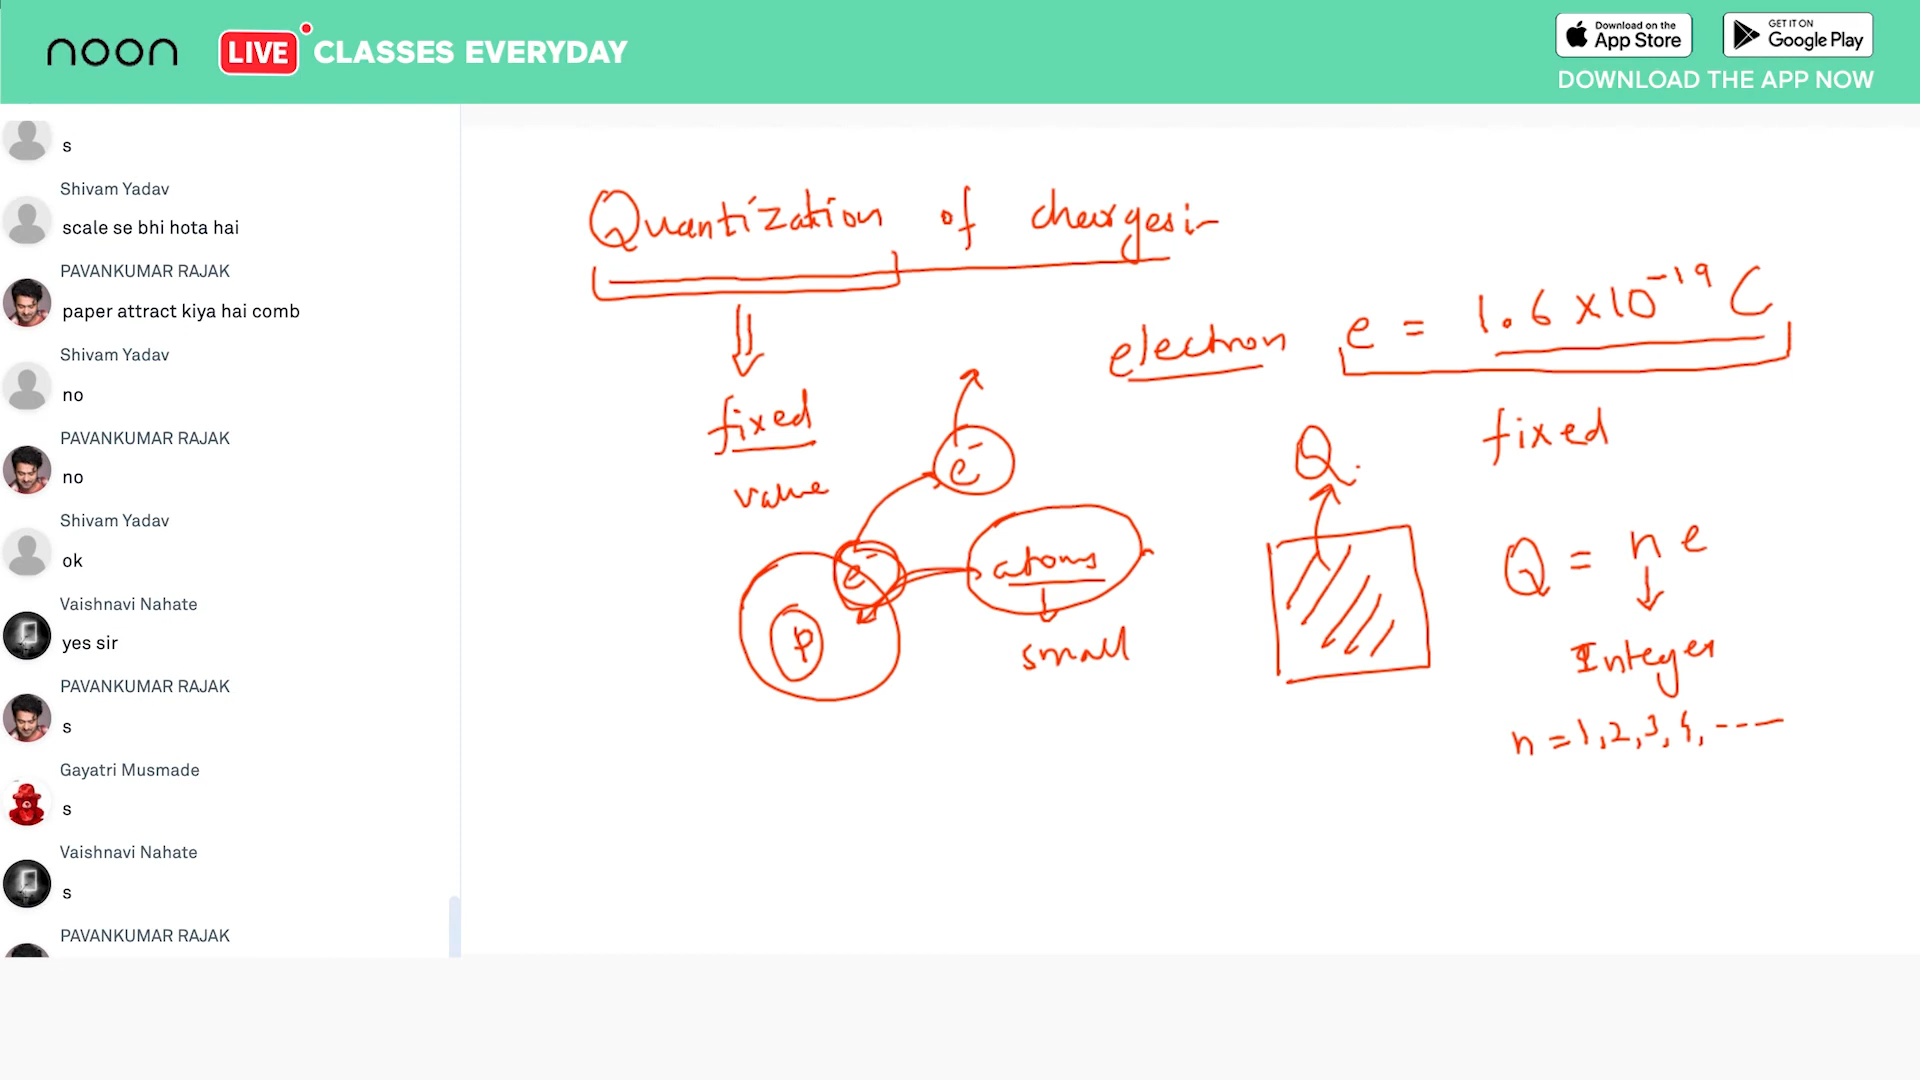 noon LIVE CLASSES EVERYDAY
Download on the App Store
GET IT ON Google Play
DOWNLOAD THE APP NOW
s
Shivam Yadav
scale se bhi hota hai
PAVANKUMAR RAJAK
paper attract kiya hai comb
Shivam Yadav
no
PAVANKUMAR RAJAK
no
Shivam Yadav
ok
Vaishnavi Nahate
yes sir
PAVANKUMAR RAJAK
s
Gayatri Musmade
s
Vaishnavi Nahate
s
PAVANKUMAR RAJAK
Quantization of charges:-
electron e = 1.6 x 10⁻¹⁹ C
fixed
value
e⁻
e⁻
p
atoms
small
Q
fixed
Q = n e
Integer
n = 1, 2, 3, 4, ----